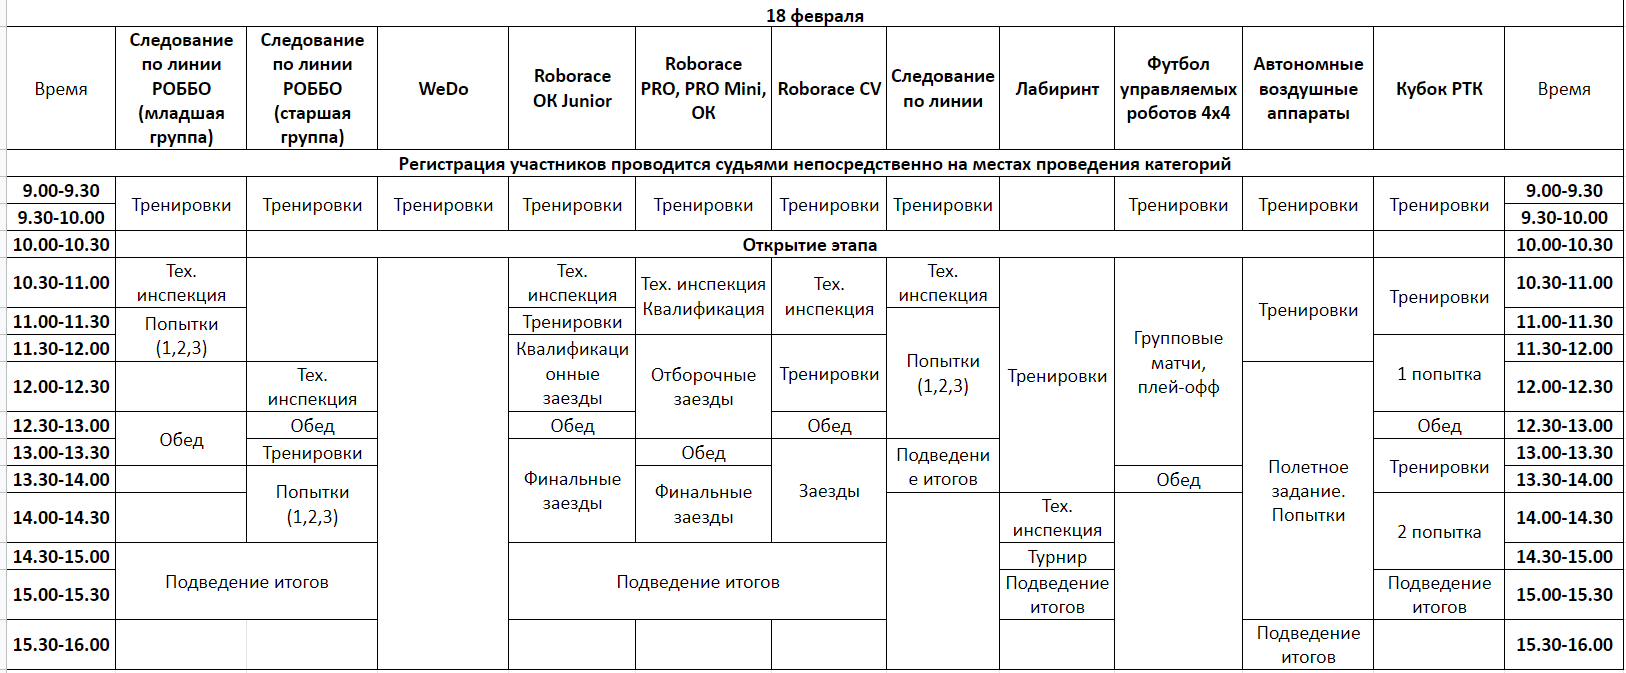 18 февраля
Время
Следование
по линии
РОББО
(младшая
группа)
Следование
по линии
РОББО
(старшая
группа)
WeDo
Roborace
OK Junior
Roborace
PRO, PRO Mini,
ОК
Roborace CV
Следование
по линии
Лабиринт
Футбол
управляемых
роботов 4х4
Автономные
воздушные
аппараты
Кубок РТК
Время
Регистрация участников проводится судьями непосредственно на местах проведения категорий
9.00-9.30
Тренировки
Тренировки
Тренировки
Тренировки
Тренировки
Тренировки
Тренировки
Тренировки
Тренировки
Тренировки
9.00-9.30
9.30-10.00
9.30-10.00
10.00-10.30
Открытие этапа
10.00-10.30
10.30-11.00
Тех.
инспекция
Тех.
инспекция
Тех. инспекция
Квалификация
Тех.
инспекция
Тех.
инспекция
Тренировки
Групповые
матчи,
плей-офф
Тренировки
Тренировки
10.30-11.00
11.00-11.30
Попытки
(1,2,3)
Тренировки
Попытки
(1,2,3)
11.00-11.30
11.30-12.00
Квалификаци
онные
заезды
Отборочные
заезды
Тренировки
1 попытка
11.30-12.00
12.00-12.30
Тех.
инспекция
Полетное
задание.
Попытки
12.00-12.30
12.30-13.00
Обед
Обед
Обед
Обед
Обед
12.30-13.00
13.00-13.30
Тренировки
Финальные
заезды
Обед
Заезды
Подведени
е итогов
Тренировки
13.00-13.30
13.30-14.00
Попытки
(1,2,3)
Финальные
заезды
Обед
13.30-14.00
14.00-14.30
Тех.
инспекция
2 попытка
14.00-14.30
14.30-15.00
Подведение итогов
Подведение итогов
Турнир
14.30-15.00
15.00-15.30
Подведение
итогов
Подведение
итогов
15.00-15.30
15.30-16.00
Подведение
итогов
15.30-16.00